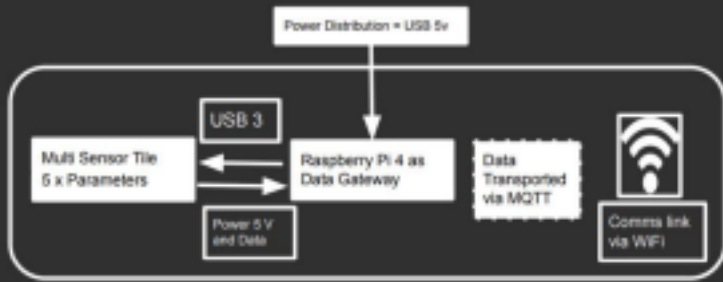 Power Distribution = USB 5v
USB 3
Multi Sensor Tile
5 x Parameters
Raspberry Pi 4 as
Data Gateway
Data
Transported
via MQTT
Power 5 V
and Data
Comms link
via WiFi